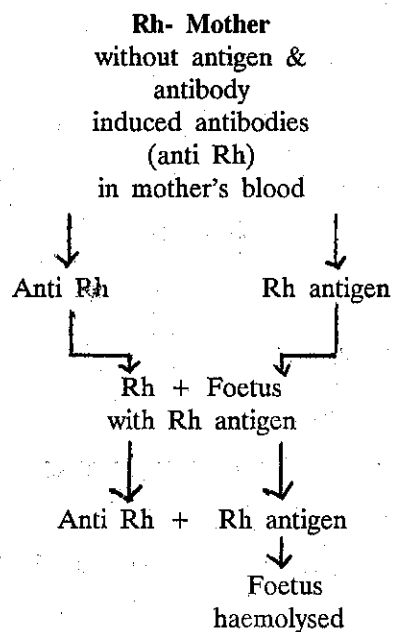 Rh- Mother
without antigen &
antibody
induced antibodies
(anti Rh)
in mother's blood
Anti Rh Rh antigen
Rh + Foetus
with Rh antigen
Anti Rh + Rh antigen
Foetus
haemolysed